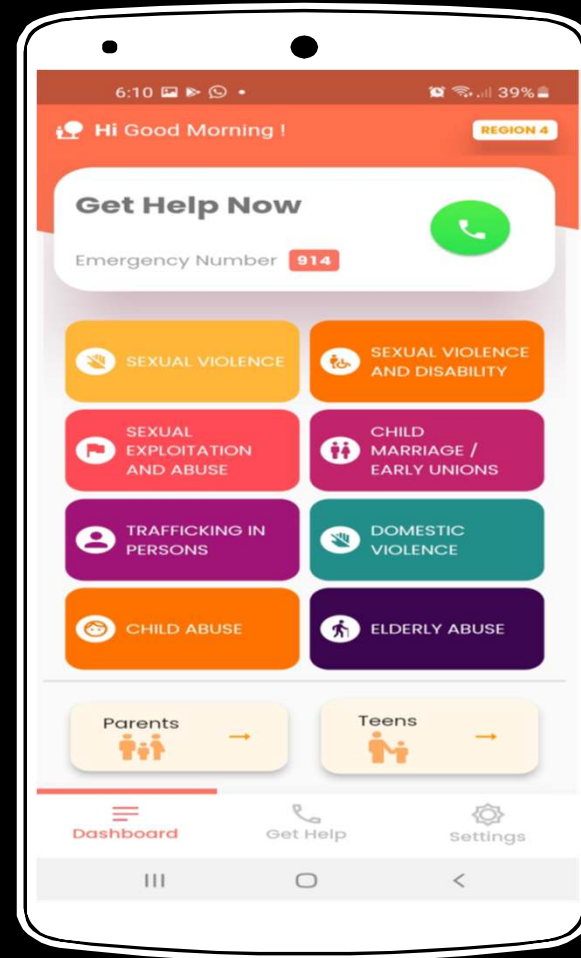 6:10 39%
Hi Good Morning !
REGION 4
Get Help Now
Emergency Number 914
SEXUAL VIOLENCE
SEXUAL VIOLENCE
AND DISABILITY
SEXUAL
EXPLOITATION
AND ABUSE
CHILD
MARRIAGE /
EARLY UNIONS
TRAFFICKING IN
PERSONS
DOMESTIC
VIOLENCE
CHILD ABUSE
ELDERLY ABUSE
Parents
Teens
Dashboard
Get Help
Settings